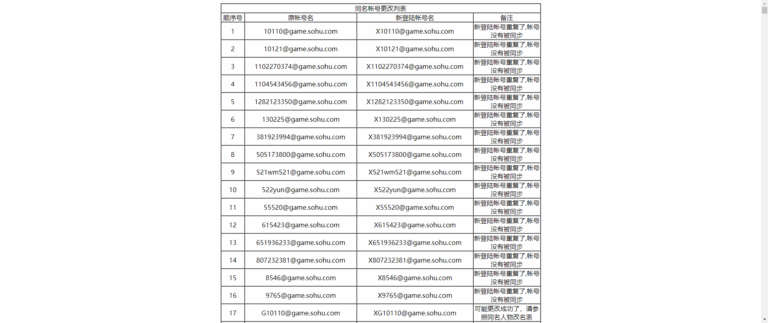 同名帐号更改列表
顺序号 原帐号名 新登陆帐号名 备注
1 10110@game.sohu.com X10110@game.sohu.com 新登陆帐号重复了,帐号
没有被同步
2 10121@game.sohu.com X10121@game.sohu.com 新登陆帐号重复了,帐号
没有被同步
3 1102270374@game.sohu.com X1102270374@game.sohu.com 新登陆帐号重复了,帐号
没有被同步
4 1104543456@game.sohu.com X1104543456@game.sohu.com 新登陆帐号重复了,帐号
没有被同步
5 1282123350@game.sohu.com X1282123350@game.sohu.com 新登陆帐号重复了,帐号
没有被同步
6 130225@game.sohu.com X130225@game.sohu.com 新登陆帐号重复了,帐号
没有被同步
7 381923994@game.sohu.com X381923994@game.sohu.com 新登陆帐号重复了,帐号
没有被同步
8 505173800@game.sohu.com X505173800@game.sohu.com 新登陆帐号重复了,帐号
没有被同步
9 521wm521@game.sohu.com X521wm521@game.sohu.com 新登陆帐号重复了,帐号
没有被同步
10 522yun@game.sohu.com X522yun@game.sohu.com 新登陆帐号重复了,帐号
没有被同步
11 55520@game.sohu.com X55520@game.sohu.com 新登陆帐号重复了,帐号
没有被同步
12 615423@game.sohu.com X615423@game.sohu.com 新登陆帐号重复了,帐号
没有被同步
13 651936233@game.sohu.com X651936233@game.sohu.com 新登陆帐号重复了,帐号
没有被同步
14 807232381@game.sohu.com X807232381@game.sohu.com 新登陆帐号重复了,帐号
没有被同步
15 8546@game.sohu.com X8546@game.sohu.com 新登陆帐号重复了,帐号
没有被同步
16 9765@game.sohu.com X9765@game.sohu.com 新登陆帐号重复了,帐号
没有被同步
17 G10110@game.sohu.com XG10110@game.sohu.com 可能更改成功了，请参
照同名人物改名表